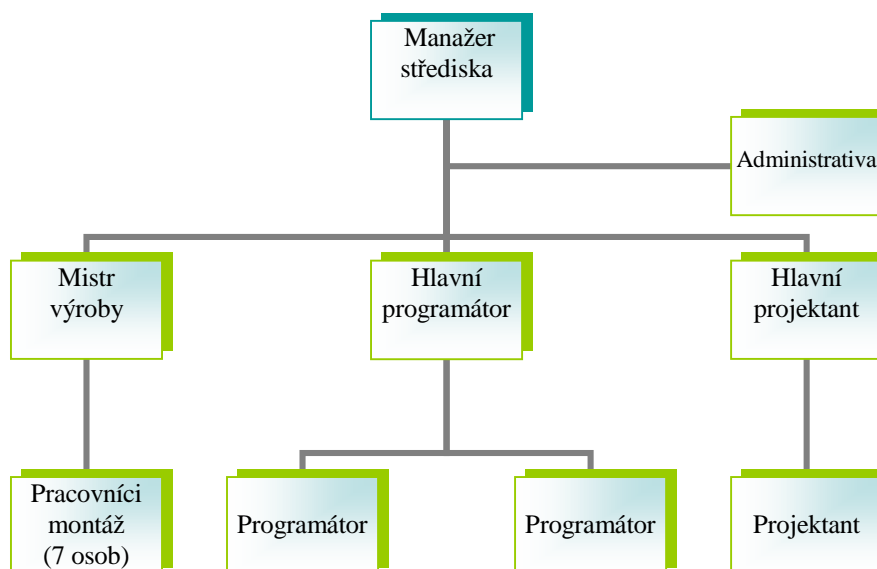 Manažer
střediska
Administrativa
Mistr
výroby
Hlavní
programátor
Hlavní
projektant
Pracovníci
montáž
(7 osob)
Programátor
Programátor
Projektant